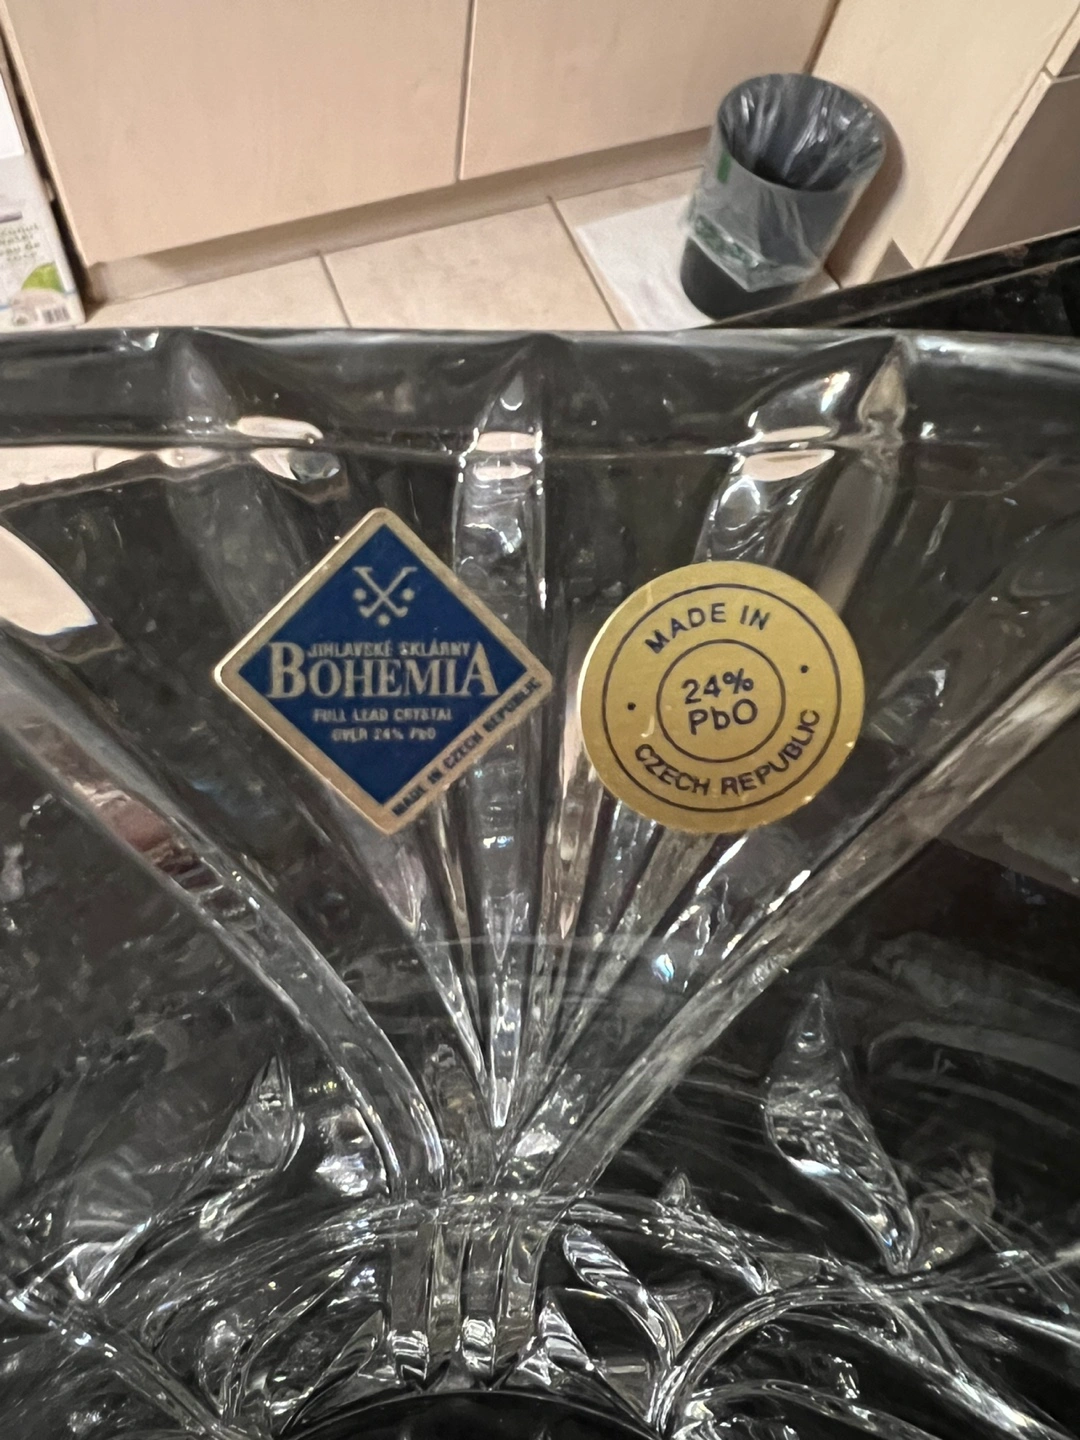 JIHLAVSKÉ SKLÁRNY
BOHEMIA
FULL LEAD CRYSTAL
OVER 24% PbO
MADE IN CZECH REPUBLIC
MADE IN
24%
PbO
CZECH REPUBLIC